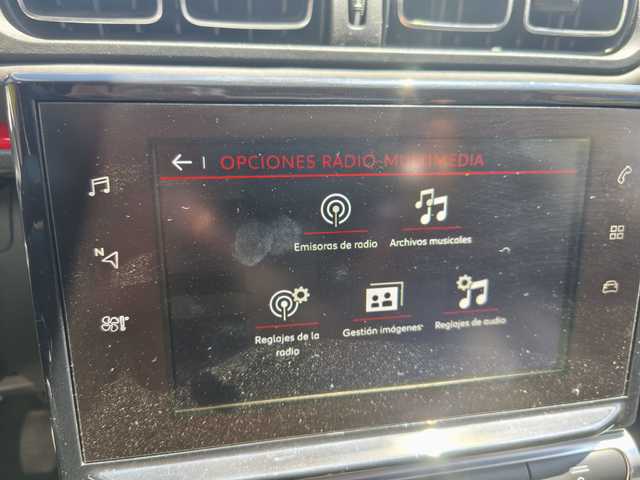 OPCIONES RADIO-MULTIMEDIA
Emisoras de radio
Archivos musicales
Reglajes de la
radio
Gestión imágenes
Reglajes de audio
N